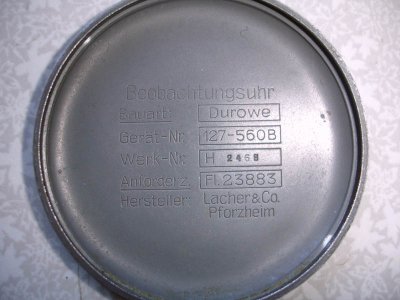 Beobachtungsuhr
Bauart: Durowe
Gerät-Nr. 127-560B
Werk-Nr. H 2468
Anforderz. Fl.23883
Hersteller: Lacher&Co.
Pforzheim